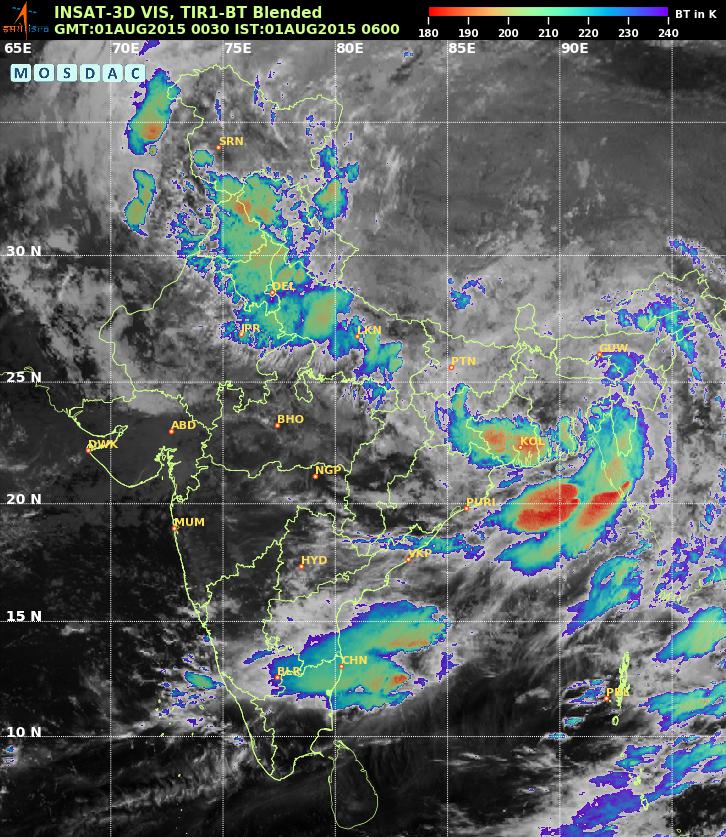 INSAT-3D VIS, TIR1-BT Blended
GMT:01AUG2015 0030 IST:01AUG2015 0600
BT in K
180 190 200 210 220 230 240
65E 70E 75E 80E 85E 90E
MOSDAC
SRN
30 N
DEL
JPR
LKN
GUW
PTN
25 N
ABD
BHO
DWK
KOL
NGP
20 N
PURI
MUM
VKP
HYD
15 N
CHN
BLR
PBL
10 N